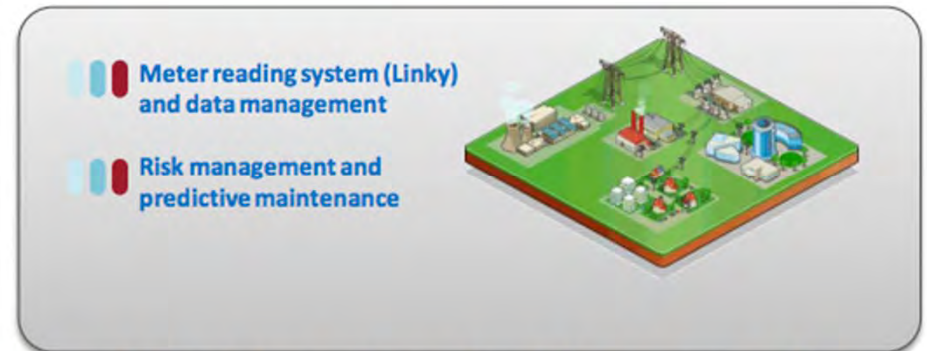 Meter reading system (Linky)
and data management
Risk management and
predictive maintenance